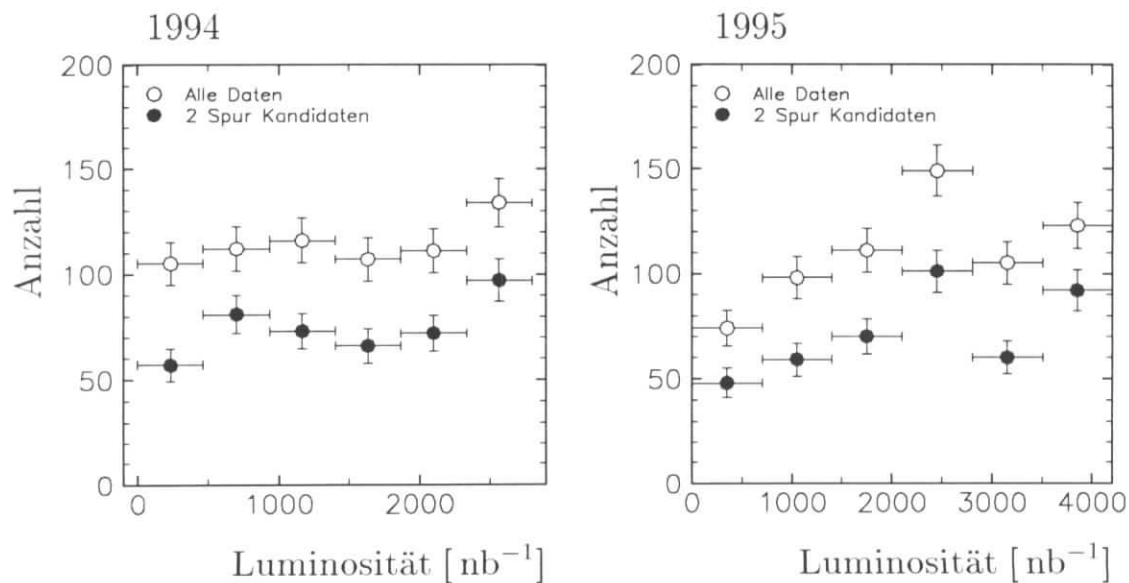 1994
200
150
100
50
0
Anzahl
○ Alle Daten
● 2 Spur Kandidaten
0 1000 2000
Luminosität [nb⁻¹]
1995
200
150
100
50
0
Anzahl
○ Alle Daten
● 2 Spur Kandidaten
0 1000 2000 3000 4000
Luminosität [nb⁻¹]